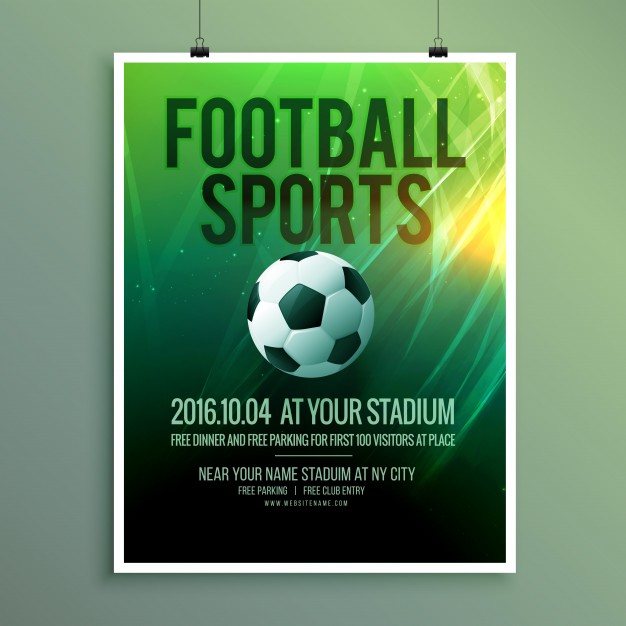 FOOTBALL
SPORTS
2016.10.04 AT YOUR STADIUM
FREE DINNER AND FREE PARKING FOR FIRST 100 VISITORS AT PLACE
NEAR YOUR NAME STADUIM AT NY CITY
FREE PARKING | FREE CLUB ENTRY
WWW.WEBSITENAME.COM